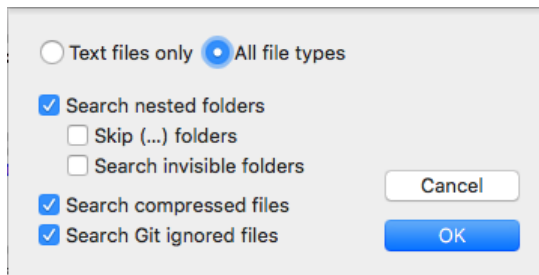 Text files only All file types
Search nested folders
Skip (...) folders
Search invisible folders
Cancel
Search compressed files
Search Git ignored files
OK